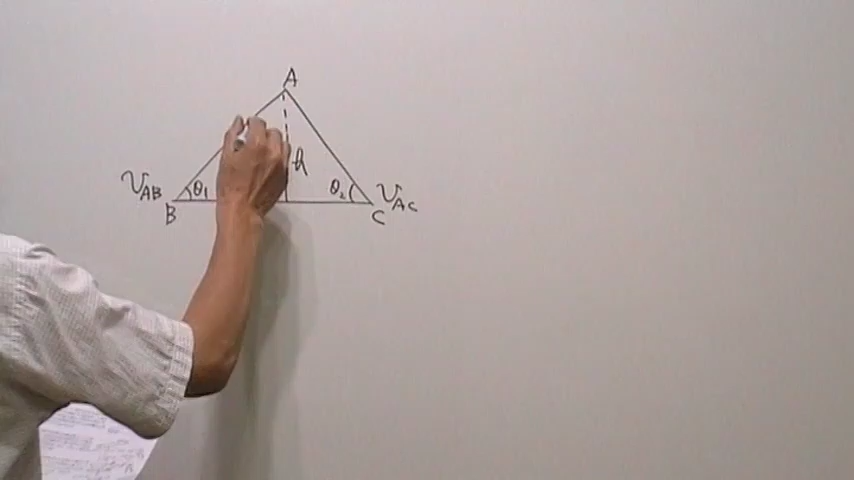 A
h
V_AB θ₁ θ₂ V_AC
B C